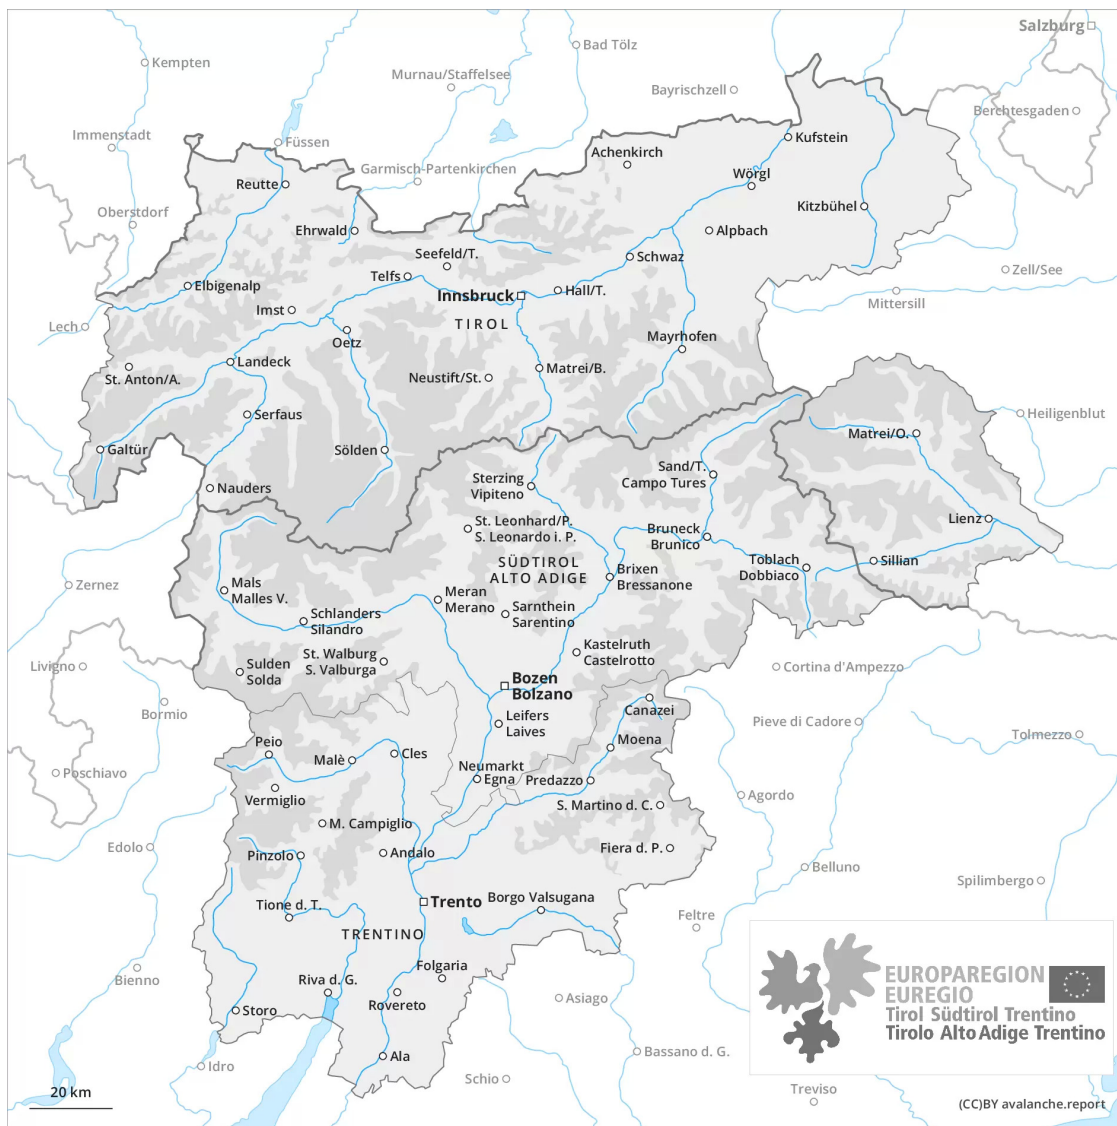 Salzburg
Bad Tölz
Kempten
Murnau/Staffelsee
Bayrischzell
Berchtesgaden
Immenstadt
Füssen
Kufstein
Achenkirch
Garmisch-Partenkirchen
Wörgl
Reutte
Kitzbühel
Oberstdorf
Ehrwald
Alpbach
Seefeld/T.
Schwaz
Zell/See
Telfs
Elbigenalp
Innsbruck
Hall/T.
Mittersill
Imst
TIROL
Lech
Oetz
Mayrhofen
Landeck
Matrei/B.
St. Anton/A.
Neustift/St.
Serfaus
Heiligenblut
Matrei/O.
Galtür
Sölden
Sand/T.
Campo Tures
Sterzing
Vipiteno
Nauders
St. Leonhard/P.
S. Leonardo i. P.
Lienz
Bruneck
Brunico
SÜDTIROL
ALTO ADIGE
Toblach
Dobbiaco
Sillian
Brixen
Bressanone
Zernez
Mals
Malles V.
Meran
Merano
Sarnthein
Sarentino
Schlanders
Silandro
Kastelruth
Castelrotto
St. Walburg
S. Valburga
Livigno
Sulden
Solda
Cortina d'Ampezzo
Bozen
Bolzano
Canazei
Bormio
Leifers
Laives
Pieve di Cadore
Tolmezzo
Moena
Peio
Malè
Cles
Neumarkt
Egna
Predazzo
Poschiavo
Vermiglio
Agordo
S. Martino d. C.
M. Campiglio
Edolo
Pinzolo
Andalo
Fiera d. P.
Belluno
Spilimbergo
Trento
Borgo Valsugana
Tione d. T.
Feltre
TRENTINO
Bienno
Folgaria
Riva d. G.
Rovereto
Asiago
Storo
Ala
Bassano d. G.
Idro
Schio
Treviso
EUROPAREGION
EUREGIO
Tirol Südtirol Trentino
Tirolo Alto Adige Trentino
20 km
(CC)BY avalanche.report